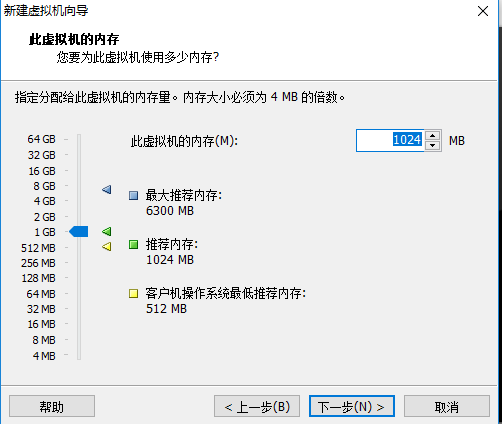 新建虚拟机向导
此虚拟机的内存
您要为此虚拟机使用多少内存?
指定分配给此虚拟机的内存量。内存大小必须为 4 MB 的倍数。
此虚拟机的内存(M): 1024 MB
64 GB
32 GB
16 GB
8 GB
4 GB
2 GB
1 GB
512 MB
256 MB
128 MB
64 MB
32 MB
16 MB
8 MB
4 MB
最大推荐内存:
6300 MB
推荐内存:
1024 MB
客户机操作系统最低推荐内存:
512 MB
帮助 < 上一步(B) 下一步(N) > 取消